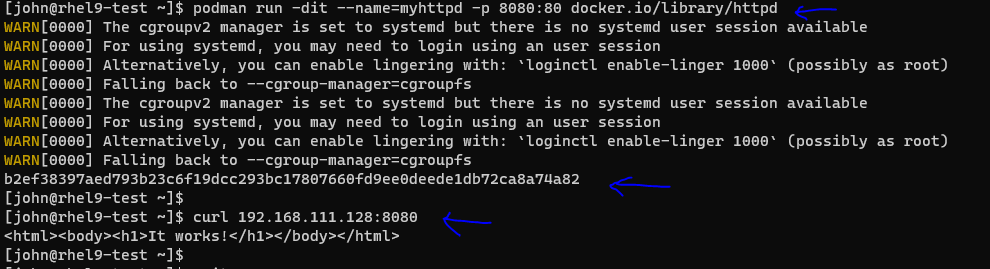 [john@rhel9-test ~]$ podman run -dit --name=myhttpd -p 8080:80 docker.io/library/httpd
WARN[0000] The cgroupv2 manager is set to systemd but there is no systemd user session available
WARN[0000] For using systemd, you may need to login using an user session
WARN[0000] Alternatively, you can enable lingering with: `loginctl enable-linger 1000` (possibly as root)
WARN[0000] Falling back to --cgroup-manager=cgroupfs
WARN[0000] The cgroupv2 manager is set to systemd but there is no systemd user session available
WARN[0000] For using systemd, you may need to login using an user session
WARN[0000] Alternatively, you can enable lingering with: `loginctl enable-linger 1000` (possibly as root)
WARN[0000] Falling back to --cgroup-manager=cgroupfs
b2ef38397aed793b23c6f19dcc293bc17807660fd9ee0deede1db72ca8a74a82
[john@rhel9-test ~]$
[john@rhel9-test ~]$ curl 192.168.111.128:8080
<html><body><h1>It works!</h1></body></html>
[john@rhel9-test ~]$